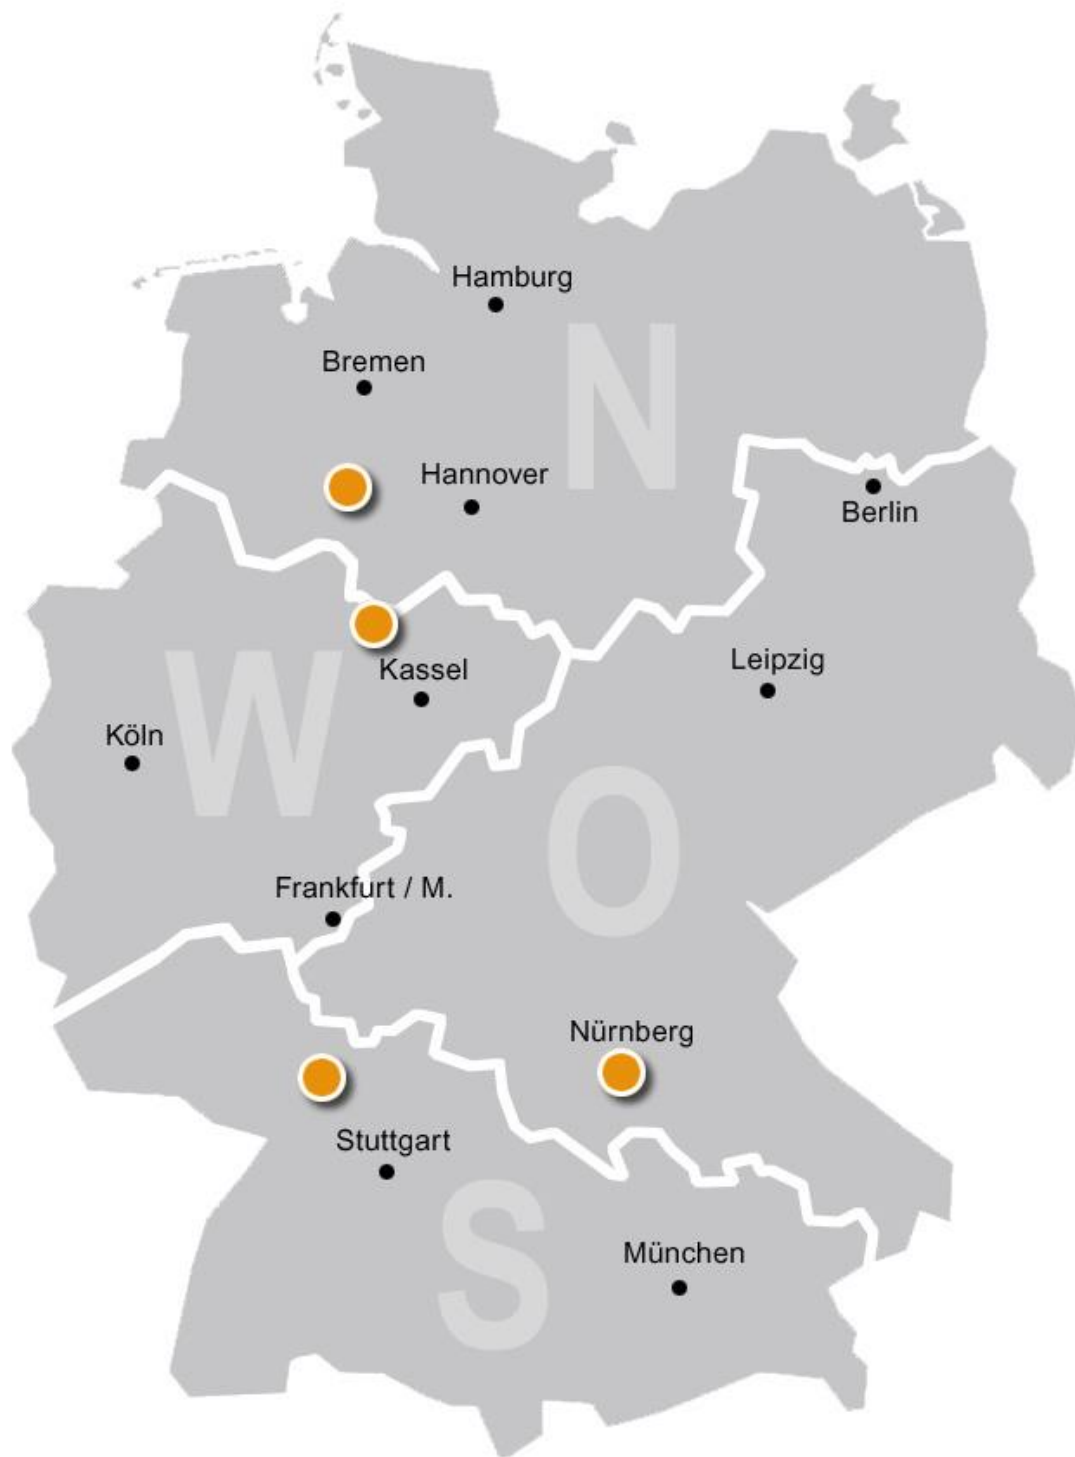 Hamburg
N
Bremen
Hannover
Berlin
W
Kassel
Leipzig
Köln
O
Frankfurt / M.
Nürnberg
Stuttgart
S
München